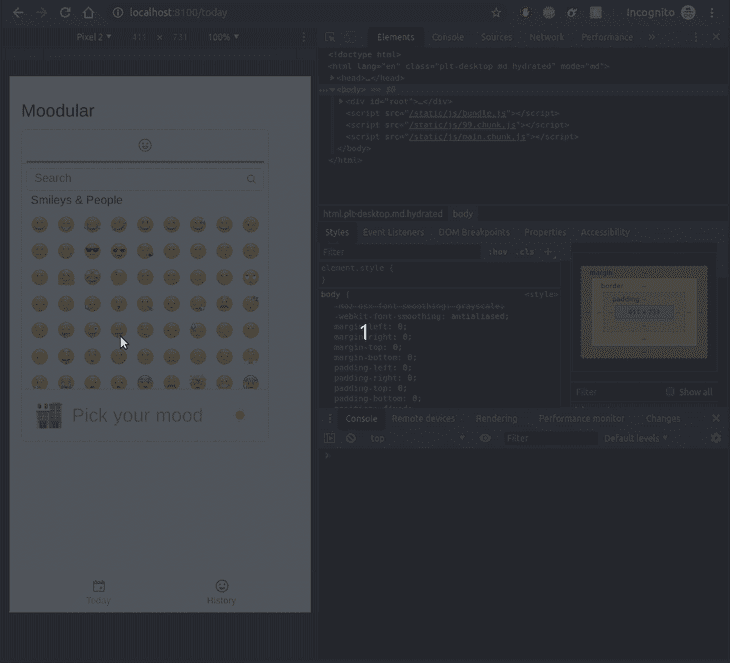 localhost:8100/today
Incognito
Pixel 2 ▼ 411 × 731 100% ▼
Elements Console Sources Network Performance »
<!doctype html>
<html lang="en" class="plt-desktop md hydrated" mode="md">
▶<head>…</head>
…▼<body> == $0
▶<div id="root">…</div>
<script src="/static/js/bundle.js"></script>
<script src="/static/js/99.chunk.js"></script>
<script src="/static/js/main.chunk.js"></script>
</body>
</html>
Moodular
Search
Smileys & People
Pick your mood
Today
History
html.plt-desktop.md.hydrated body
Styles Event Listeners DOM Breakpoints Properties Accessibility
Filter :hov .cls +
element.style {
}
body { <style>
-moz-osx-font-smoothing: grayscale;
-webkit-font-smoothing: antialiased;
margin-left: 0;
margin-right: 0;
margin-top: 0;
margin-bottom: 0;
padding-left: 0;
padding-right: 0;
padding-top: 0;
padding-bottom: 0;
margin
border
padding
411 × 731
Filter Show all
1
Console Remote devices Rendering Performance monitor Changes
top Filter Default levels ▼